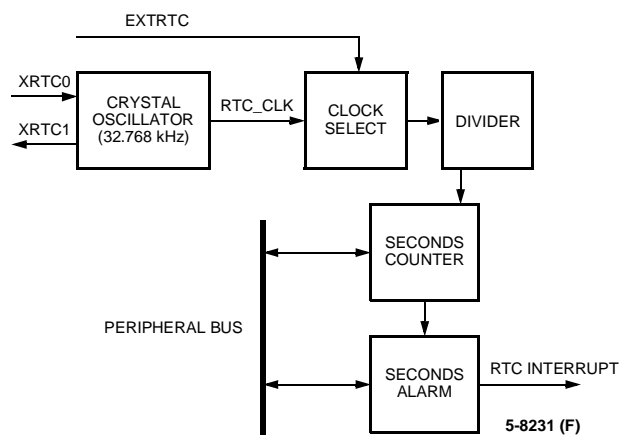 EXTRTC
XRTC0
XRTC1
CRYSTAL
OSCILLATOR
(32.768 kHz)
RTC_CLK
CLOCK
SELECT
DIVIDER
SECONDS
COUNTER
PERIPHERAL BUS
SECONDS
ALARM
RTC INTERRUPT
5-8231 (F)